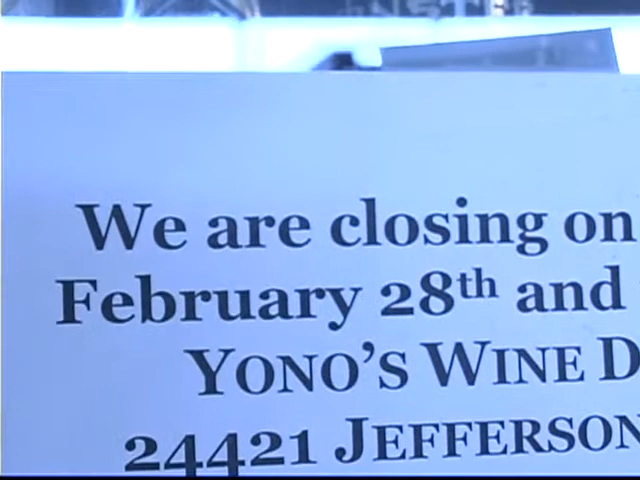 We are closing on
February 28th and
YONO'S WINE D
24421 JEFFERSON